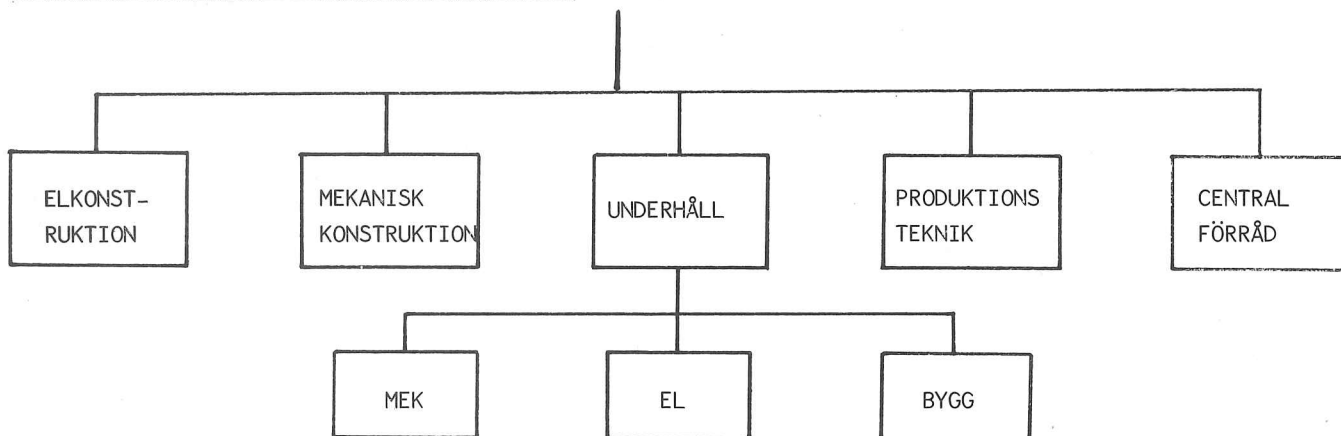 ELKONST-
RUKTION
MEKANISK
KONSTRUKTION
UNDERHÅLL
PRODUKTIONS
TEKNIK
CENTRAL
FÖRRÅD
MEK
EL
BYGG